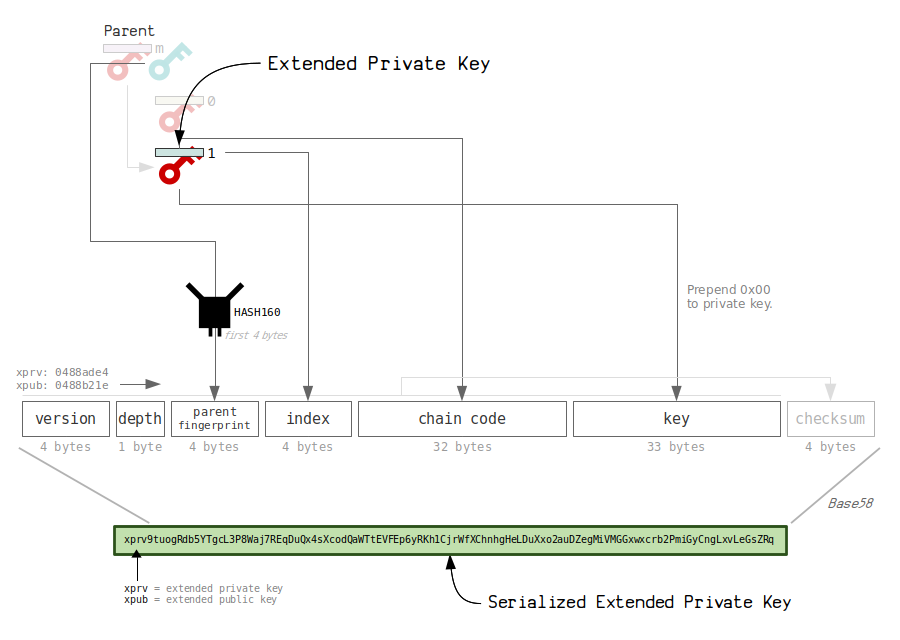 Parent
m
Extended Private Key
0
1
Prepend 0x00
to private key.
HASH160
first 4 bytes
xprv: 0488ade4
xpub: 0488b21e
version
depth
parent
fingerprint
index
chain code
key
checksum
4 bytes
1 byte
4 bytes
4 bytes
32 bytes
33 bytes
4 bytes
Base58
xprv9tuogRdb5YTgcL3P8Waj7REqDuQx4sXcodQaWTtEVFEp6yRKh1CjrWfXChnhgHeLDuXxo2auDZegMiVMGGxwxcrb2PmiGyCngLxvLeGsZRq
xprv = extended private key
xpub = extended public key
Serialized Extended Private Key